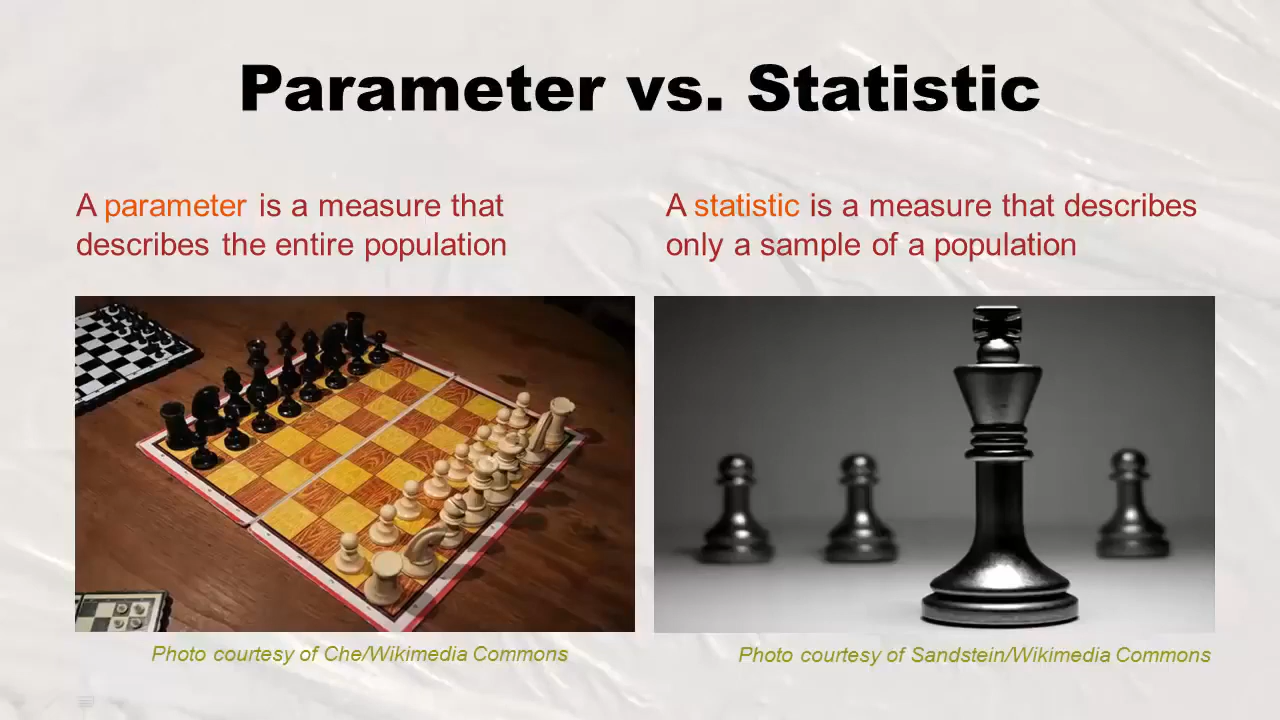 Parameter vs. Statistic
A parameter is a measure that
describes the entire population
A statistic is a measure that describes
only a sample of a population
Photo courtesy of Che/Wikimedia Commons
Photo courtesy of Sandstein/Wikimedia Commons